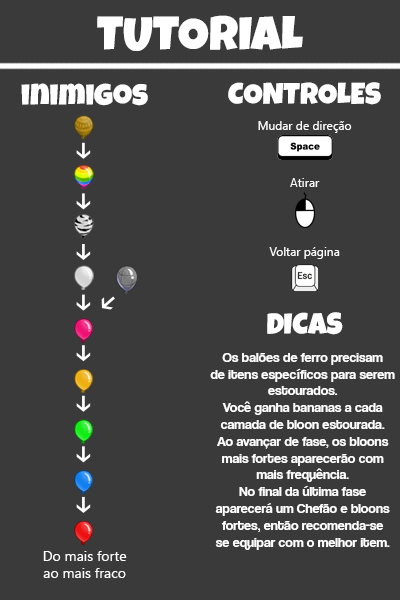 TUTORIAL
INIMIGOS
Do mais forte
ao mais fraco
CONTROLES
Mudar de direção
Space
Atirar
Voltar página
Esc
DICAS
Os balões de ferro precisam
de itens específicos para serem
estourados.
Você ganha bananas a cada
camada de bloon estourada.
Ao avançar de fase, os bloons
mais fortes aparecerão com
mais frequência.
No final da última fase
aparecerá um Chefão e bloons
fortes, então recomenda-se
se equipar com o melhor item.